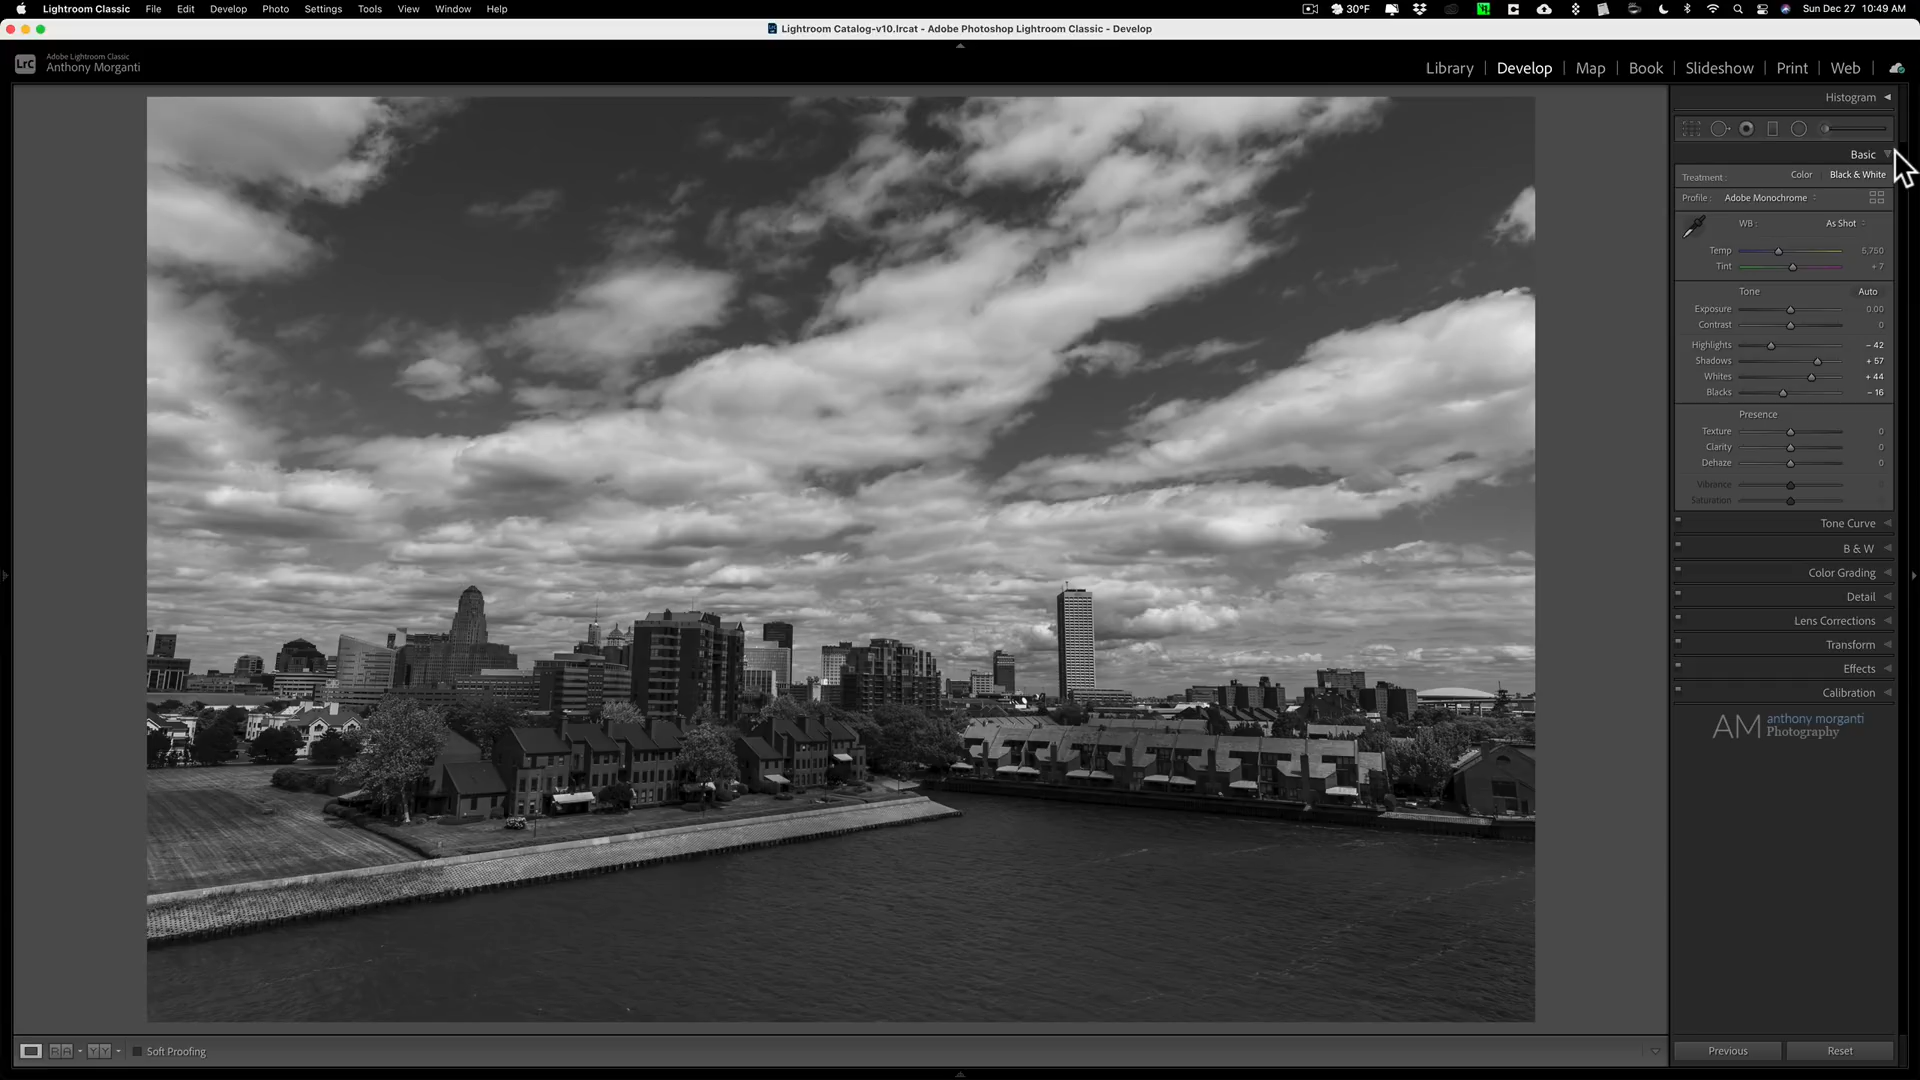 Lightroom Classic File Edit Develop Photo Settings Tools View Window Help 30°F Sun Dec 27 10:49 AM
Lightroom Catalog-v10.lrcat - Adobe Photoshop Lightroom Classic - Develop
LrC Adobe Lightroom Classic
Anthony Morganti
Library | Develop | Map | Book | Slideshow | Print | Web
Histogram
Basic
Treatment : Color Black & White
Profile : Adobe Monochrome
WB : As Shot
Temp 5,750
Tint + 7
Tone Auto
Exposure 0.00
Contrast 0
Highlights – 42
Shadows + 57
Whites + 44
Blacks – 16
Presence
Texture 0
Clarity 0
Dehaze 0
Vibrance
Saturation
Tone Curve
B & W
Color Grading
Detail
Lens Corrections
Transform
Effects
Calibration
AM anthony morganti
Photography
RA YY Soft Proofing
Previous Reset